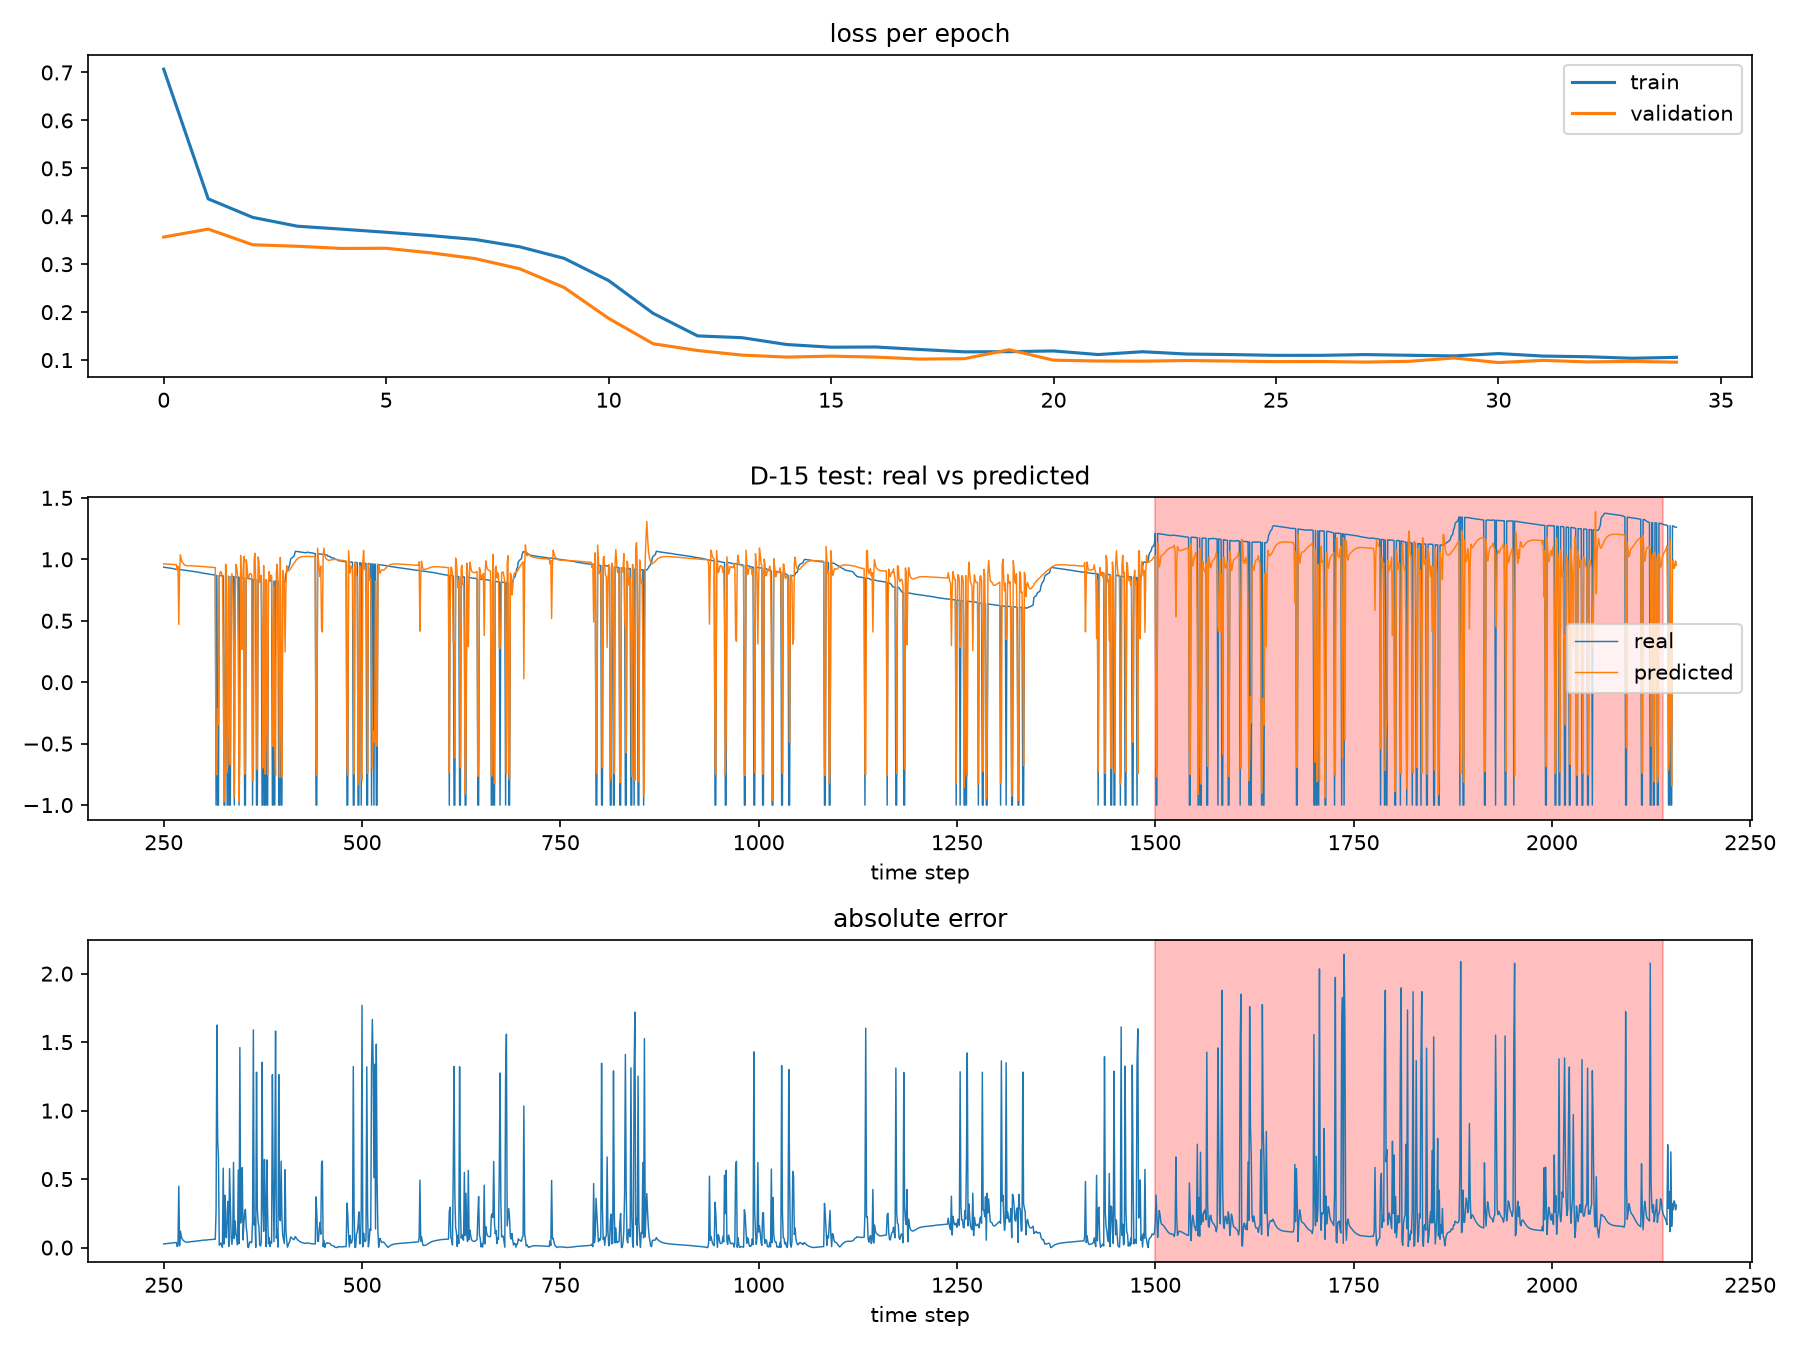 loss per epoch
0.7
0.6
0.5
0.4
0.3
0.2
0.1
train
validation
0 5 10 15 20 25 30 35
D-15 test: real vs predicted
1.5
1.0
0.5
0.0
−0.5
−1.0
real
predicted
250 500 750 1000 1250 1500 1750 2000 2250
time step
absolute error
2.0
1.5
1.0
0.5
0.0
250 500 750 1000 1250 1500 1750 2000 2250
time step